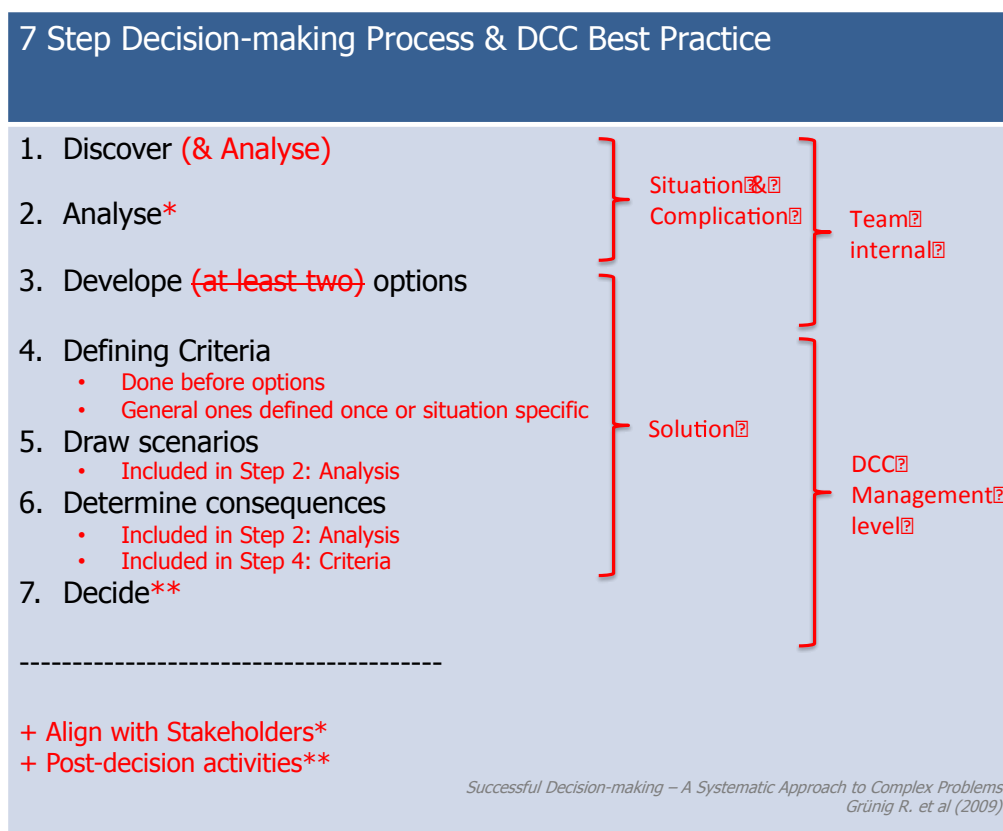 7 Step Decision-making Process & DCC Best Practice
1. Discover (& Analyse)
2. Analyse*
3. Develope (at least two) options
4. Defining Criteria
• Done before options
• General ones defined once or situation specific
5. Draw scenarios
• Included in Step 2: Analysis
6. Determine consequences
• Included in Step 2: Analysis
• Included in Step 4: Criteria
7. Decide**
Situation &
Complication
Solution
Team
internal
DCC
Management
level
----------------------------------------
+ Align with Stakeholders*
+ Post-decision activities**
Successful Decision-making – A Systematic Approach to Complex Problems
Grünig R. et al (2009)